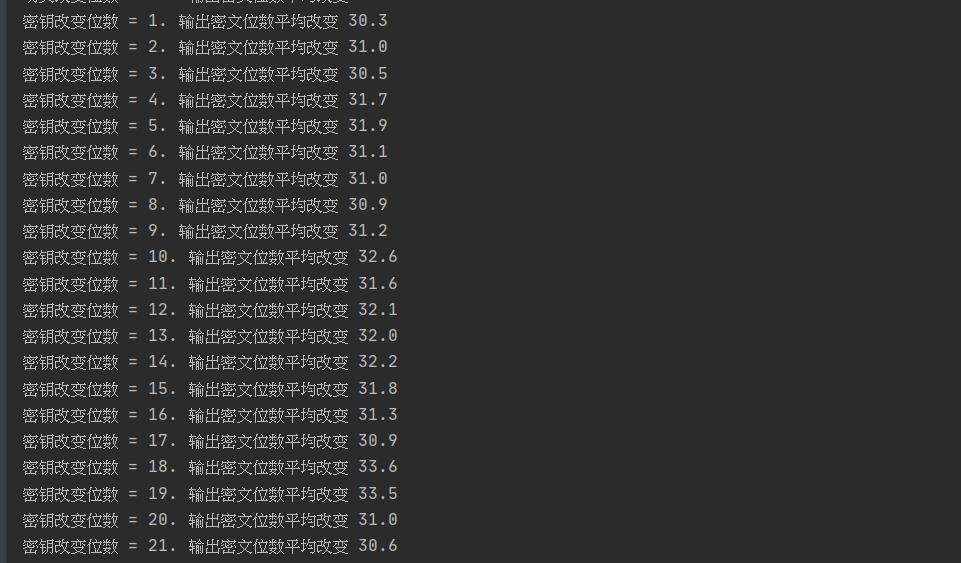 密钥改变位数 = 1. 输出密文位数平均改变 30.3
密钥改变位数 = 2. 输出密文位数平均改变 31.0
密钥改变位数 = 3. 输出密文位数平均改变 30.5
密钥改变位数 = 4. 输出密文位数平均改变 31.7
密钥改变位数 = 5. 输出密文位数平均改变 31.9
密钥改变位数 = 6. 输出密文位数平均改变 31.1
密钥改变位数 = 7. 输出密文位数平均改变 31.0
密钥改变位数 = 8. 输出密文位数平均改变 30.9
密钥改变位数 = 9. 输出密文位数平均改变 31.2
密钥改变位数 = 10. 输出密文位数平均改变 32.6
密钥改变位数 = 11. 输出密文位数平均改变 31.6
密钥改变位数 = 12. 输出密文位数平均改变 32.1
密钥改变位数 = 13. 输出密文位数平均改变 32.0
密钥改变位数 = 14. 输出密文位数平均改变 32.2
密钥改变位数 = 15. 输出密文位数平均改变 31.8
密钥改变位数 = 16. 输出密文位数平均改变 31.3
密钥改变位数 = 17. 输出密文位数平均改变 30.9
密钥改变位数 = 18. 输出密文位数平均改变 33.6
密钥改变位数 = 19. 输出密文位数平均改变 33.5
密钥改变位数 = 20. 输出密文位数平均改变 31.0
密钥改变位数 = 21. 输出密文位数平均改变 30.6